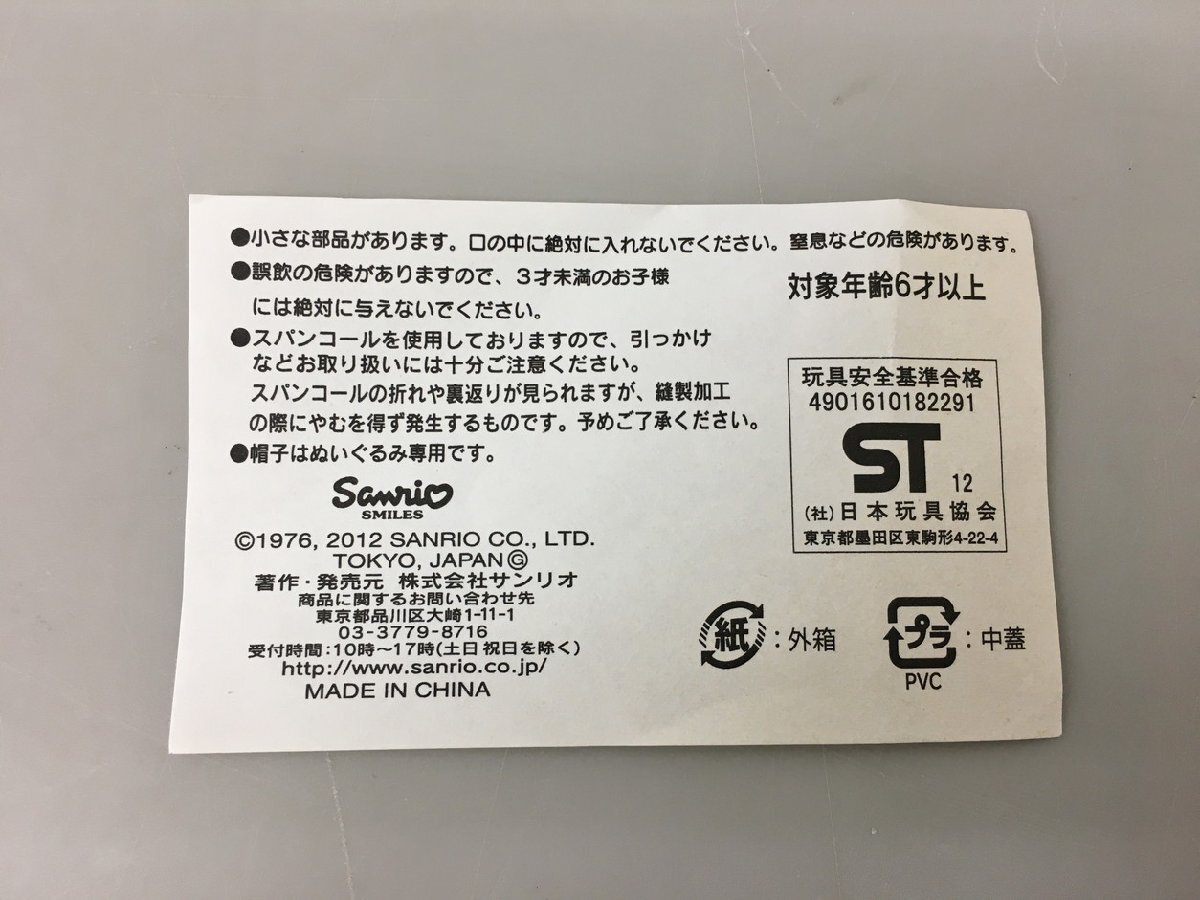 ●小さな部品があります。口の中に絶対に入れないでください。窒息などの危険があります。
●誤飲の危険がありますので、3才未満のお子様
には絶対に与えないでください。
●スパンコールを使用しておりますので、引っかけ
などお取り扱いには十分ご注意ください。
スパンコールの折れや裏返りが見られますが、縫製加工
の際にやむを得ず発生するものです。予めご了承ください。
●帽子はぬいぐるみ専用です。
対象年齢6才以上
玩具安全基準合格
4901610182291
ST 12
(社)日本玩具協会
東京都墨田区東駒形4-22-4
Sanrio
SMILES
©1976, 2012 SANRIO CO., LTD.
TOKYO, JAPAN Ⓖ
著作・発売元 株式会社サンリオ
商品に関するお問い合わせ先
東京都品川区大崎1-11-1
03-3779-8716
受付時間:10時〜17時(土日祝日を除く)
http://www.sanrio.co.jp/
MADE IN CHINA
紙:外箱
プラ:中蓋
PVC